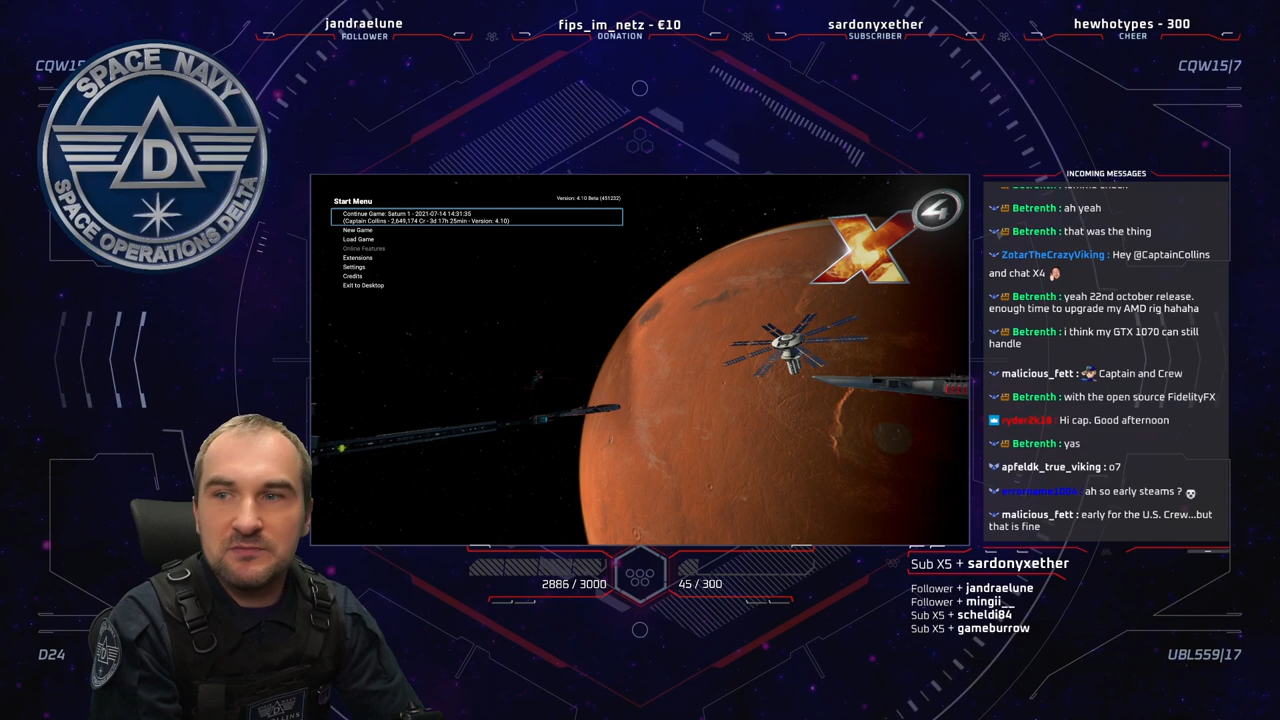 jandraelune
FOLLOWER
fips_im_netz - €10
DONATION
sardonyxether
SUBSCRIBER
hewhotypes - 300
CHEER
CQW15
CQW15|7
SPACE NAVY
D
SPACE OPERATIONS DELTA
Start Menu
Version: 4.10 Beta (451232)
Continue Game: Saturn 1 - 2021-07-14 14:31:35
(Captain Collins - 2,649,174 Cr - 3d 17h 25min - Version: 4.10)
New Game
Load Game
Online Features
Extensions
Settings
Credits
Exit to Desktop
X4
INCOMING MESSAGES
Betrenth : ah yeah
Betrenth : that was the thing
ZotarTheCrazyViking : Hey @CaptainCollins
and chat X4
Betrenth : yeah 22nd october release.
enough time to upgrade my AMD rig hahaha
Betrenth : i think my GTX 1070 can still
handle
malicious_fett : Captain and Crew
Betrenth : with the open source FidelityFX
ryder2k18 : Hi cap. Good afternoon
Betrenth : yas
apfeldk_true_viking : o7
errorname1004 : ah so early steams ?
malicious_fett : early for the U.S. Crew...but
that is fine
2886 / 3000
45 / 300
Sub X5 + sardonyxether
Follower + jandraelune
Follower + mingii__
Sub X5 + scheldi84
Sub X5 + gameburrow
D24
UBL559|17